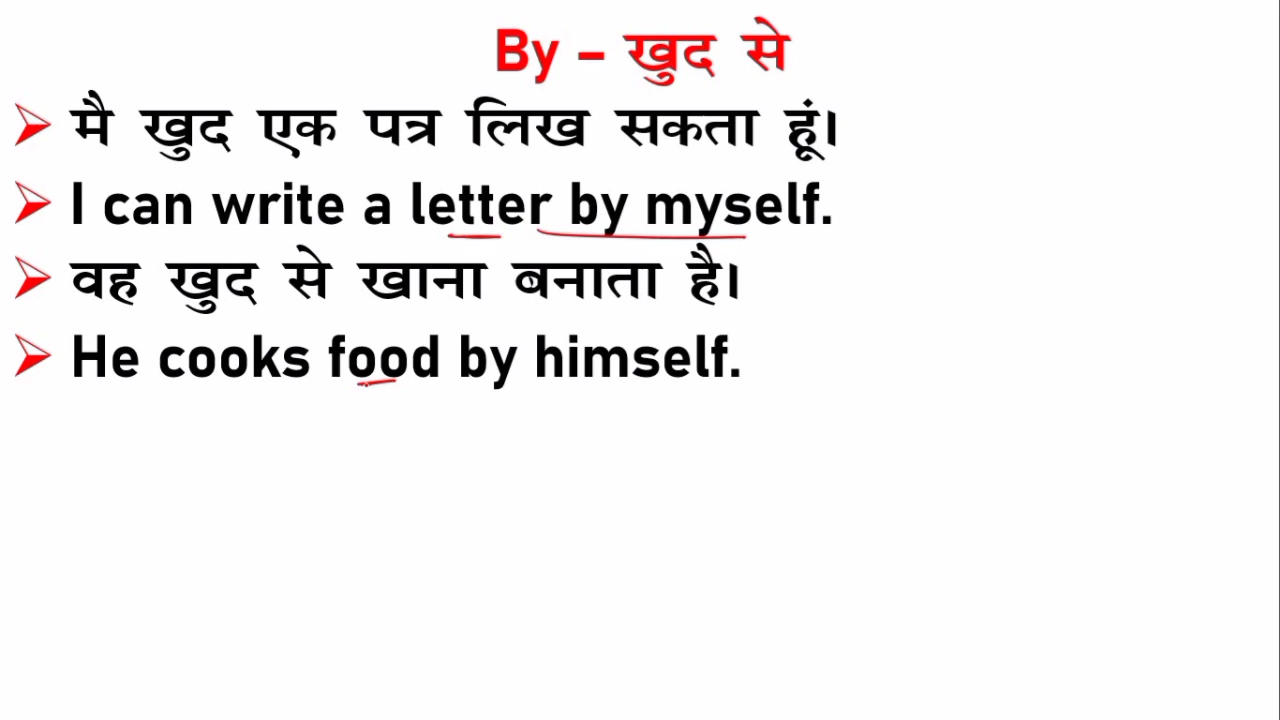 By – खुद से
मै खुद एक पत्र लिख सकता हूं।
I can write a letter by myself.
वह खुद से खाना बनाता है।
He cooks food by himself.